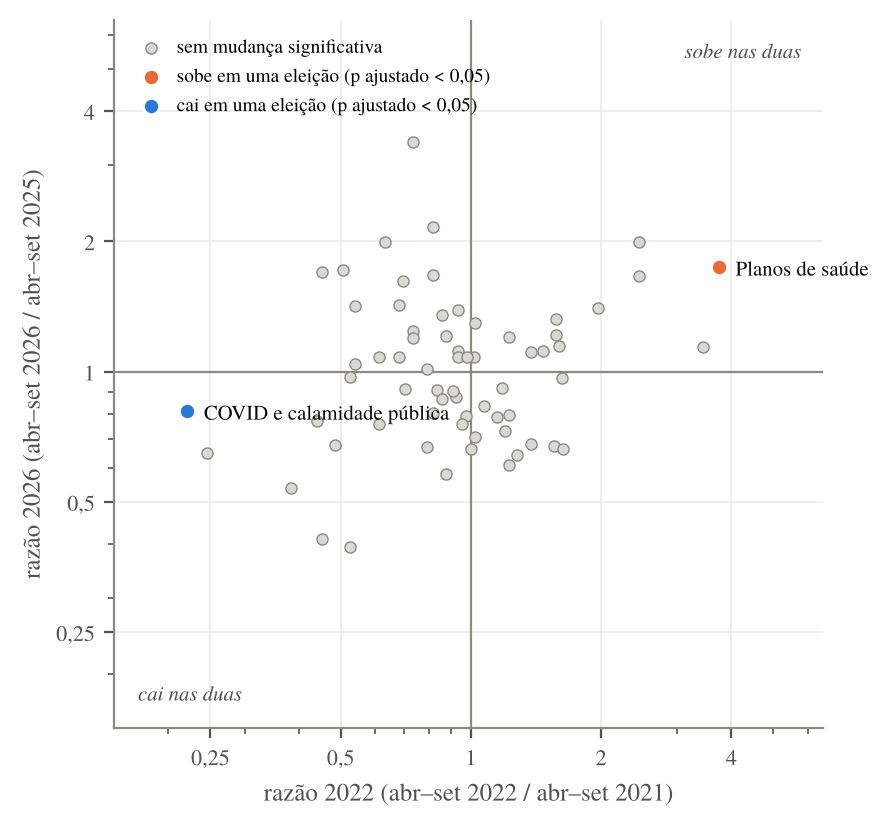 sem mudança significativa
sobe em uma eleição (p ajustado < 0,05)
cai em uma eleição (p ajustado < 0,05)
sobe nas duas
4
2
1
0,5
0,25
razão 2026 (abr–set 2026 / abr–set 2025)
Planos de saúde
COVID e calamidade pública
cai nas duas
0,25
0,5
1
2
4
razão 2022 (abr–set 2022 / abr–set 2021)